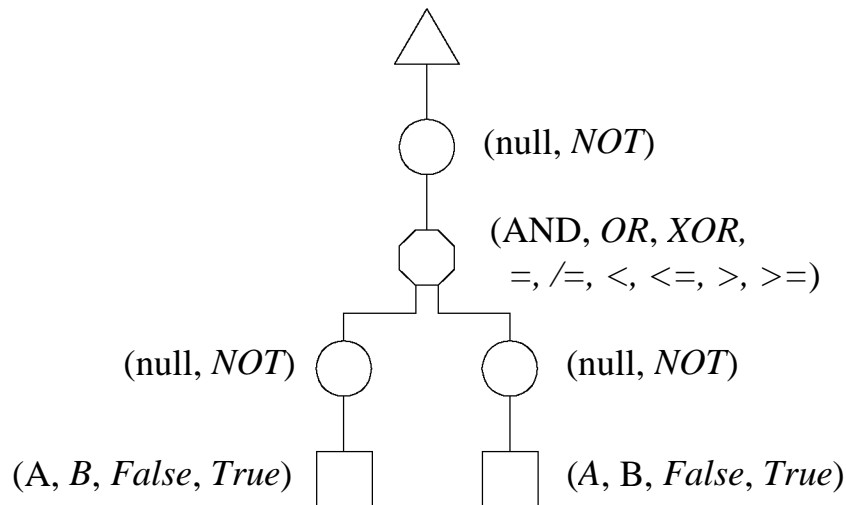 (null, NOT)
(AND, OR, XOR,
=, /=, <, <=, >, >=)
(null, NOT)
(null, NOT)
(A, B, False, True)
(A, B, False, True)